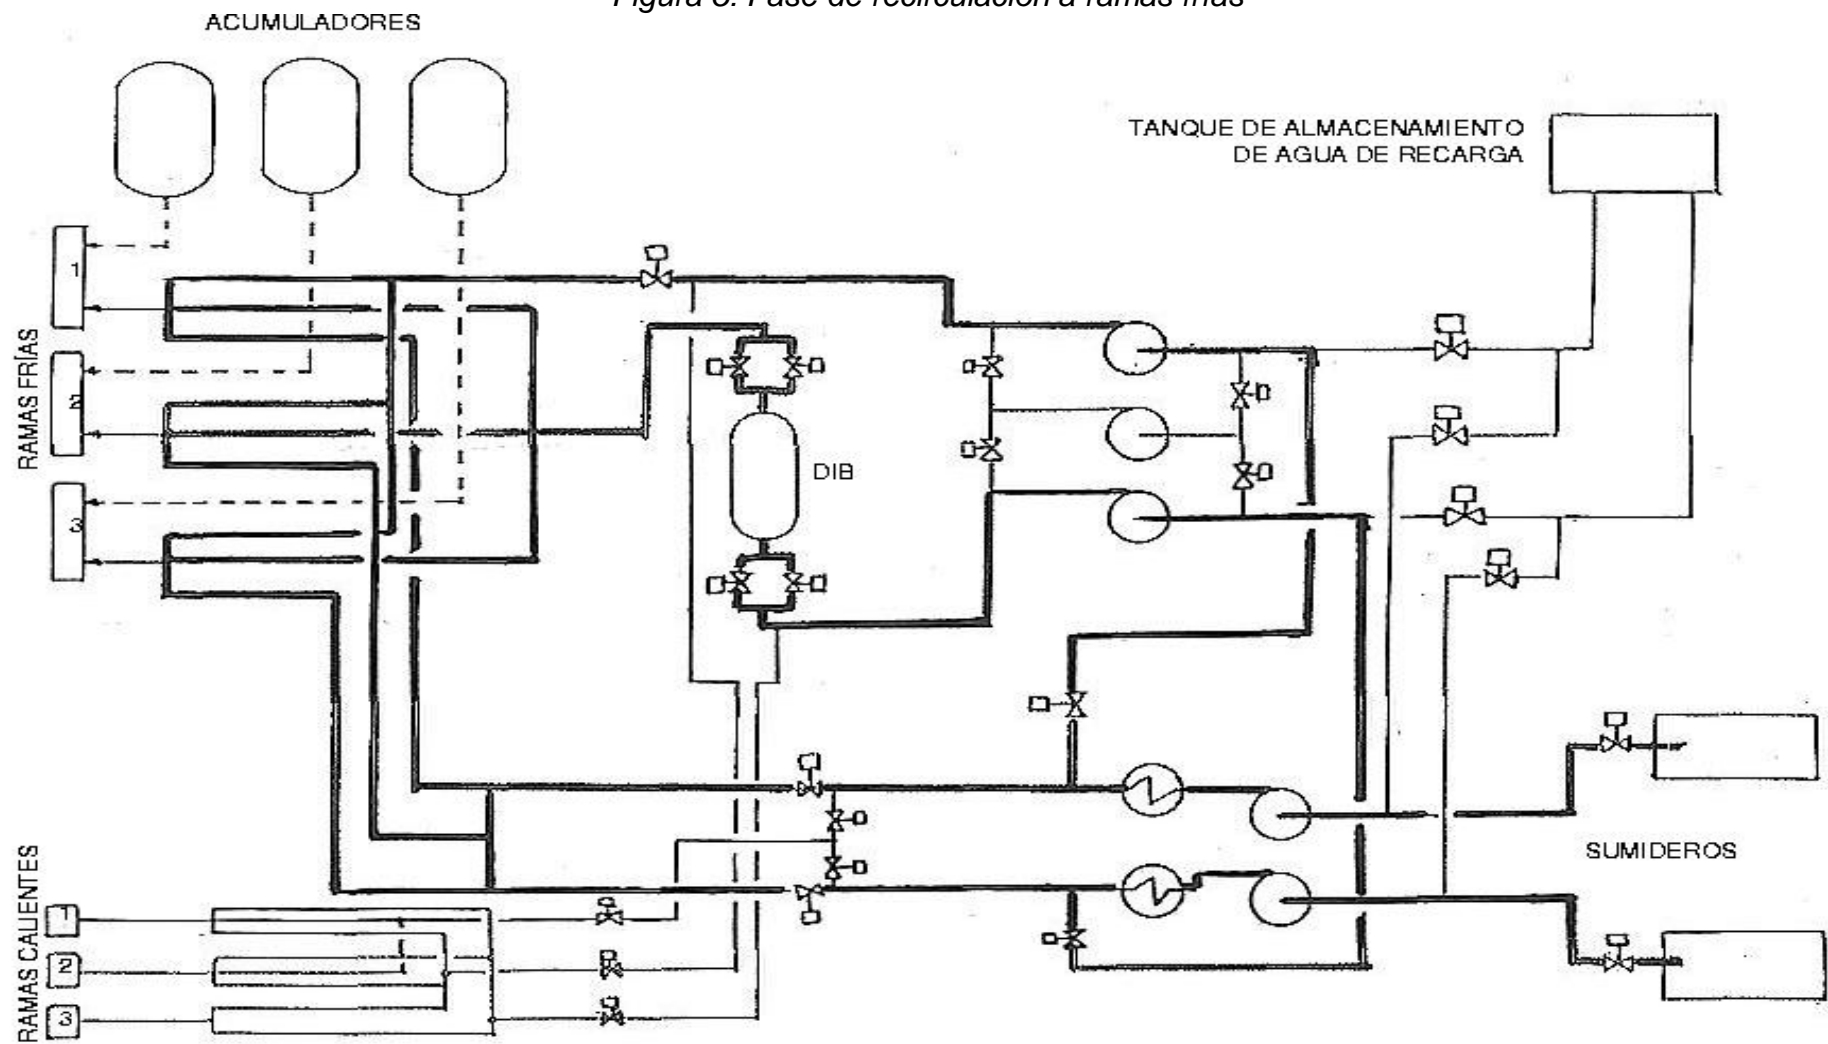 Figura 3. Fase de recirculación a ramas frías
ACUMULADORES
TANQUE DE ALMACENAMIENTO
DE AGUA DE RECARGA
RAMAS FRÍAS
1
2
3
DIB
SUMIDEROS
RAMAS CALIENTES
1
2
3